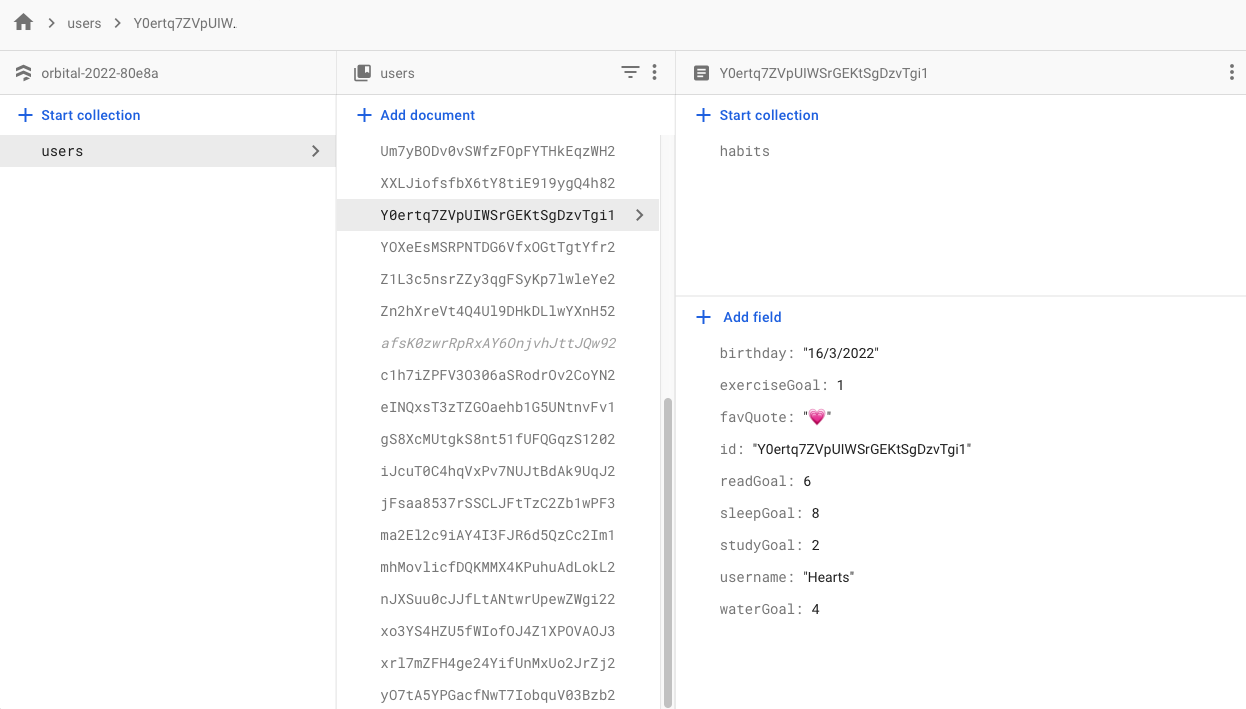 users Y0ertq7ZVpUIW.
orbital-2022-80e8a
users
Y0ertq7ZVpUIWSrGEKtSgDzvTgi1
Start collection
Add document
Start collection
users
Um7yBODv0vSWfzFOpFYTHkEqzWH2
XXLJiofsfbX6tY8tiE919ygQ4h82
Y0ertq7ZVpUIWSrGEKtSgDzvTgi1
YOXeEsMSRPNTDG6VfxOGtTgtYfr2
Z1L3c5nsrZZy3qgFSyKp7lwleYe2
Zn2hXreVt4Q4Ul9DHkDLlwYXnH52
afsK0zwrRpRxAY6OnjvhJttJQw92
c1h7iZPFV3O306aSRodrOv2CoYN2
eINQxsT3zTZGOaehb1G5UNtnvFv1
gS8XcMUtgkS8nt51fUFQGqzS1202
iJcuT0C4hqVxPv7NUJtBdAk9UqJ2
jFsaa8537rSSCLJFtTzC2Zb1wPF3
ma2El2c9iAY4I3FJR6d5QzCc2Im1
mhMovlicfDQKMMX4KPuhuAdLokL2
nJXSuu0cJJfLtANtwrUpewZWgi22
xo3YS4HZU5fWIofOJ4Z1XPOVAOJ3
xrl7mZFH4ge24YifUnMxUo2JrZj2
yO7tA5YPGacfNwT7IobquV03Bzb2
habits
Add field
birthday: "16/3/2022"
exerciseGoal: 1
favQuote: "💗"
id: "Y0ertq7ZVpUIWSrGEKtSgDzvTgi1"
readGoal: 6
sleepGoal: 8
studyGoal: 2
username: "Hearts"
waterGoal: 4